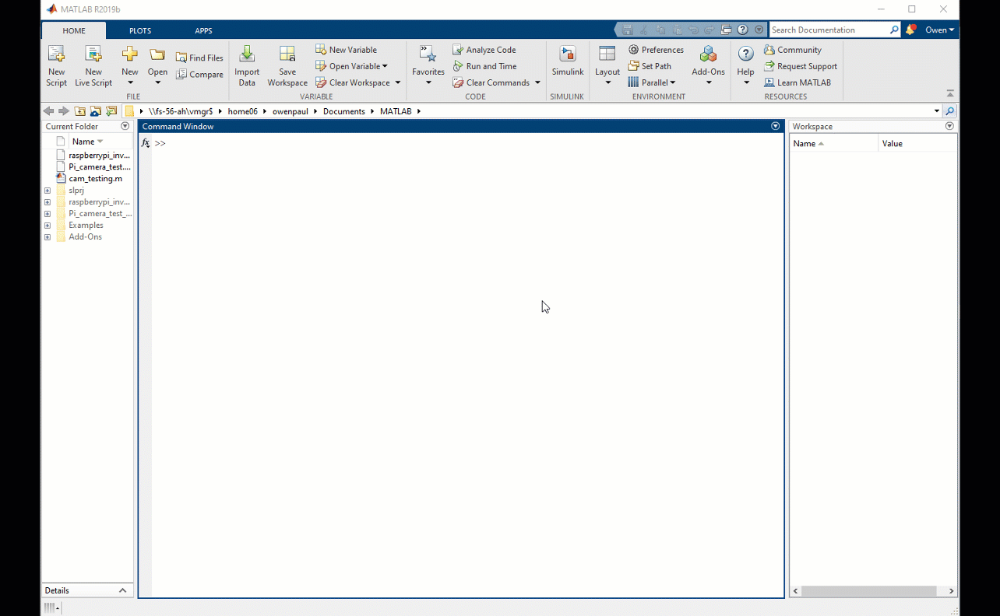 MATLAB R2019b
HOME PLOTS APPS
Search Documentation
Owen
New Script
New Live Script
New
Open
Find Files
Compare
FILE
Import Data
Save Workspace
New Variable
Open Variable
Clear Workspace
VARIABLE
Favorites
Analyze Code
Run and Time
Clear Commands
CODE
Simulink
SIMULINK
Layout
Preferences
Set Path
Parallel
Add-Ons
ENVIRONMENT
Help
Community
Request Support
Learn MATLAB
RESOURCES
\\fs-56-ah\vmgr$ home06 owenpaul Documents MATLAB
Current Folder
Name
raspberrypi_inv...
Pi_camera_test....
cam_testing.m
slprj
raspberrypi_inv...
Pi_camera_test_...
Examples
Add-Ons
Details
Command Window
fx >>
Workspace
Name Value